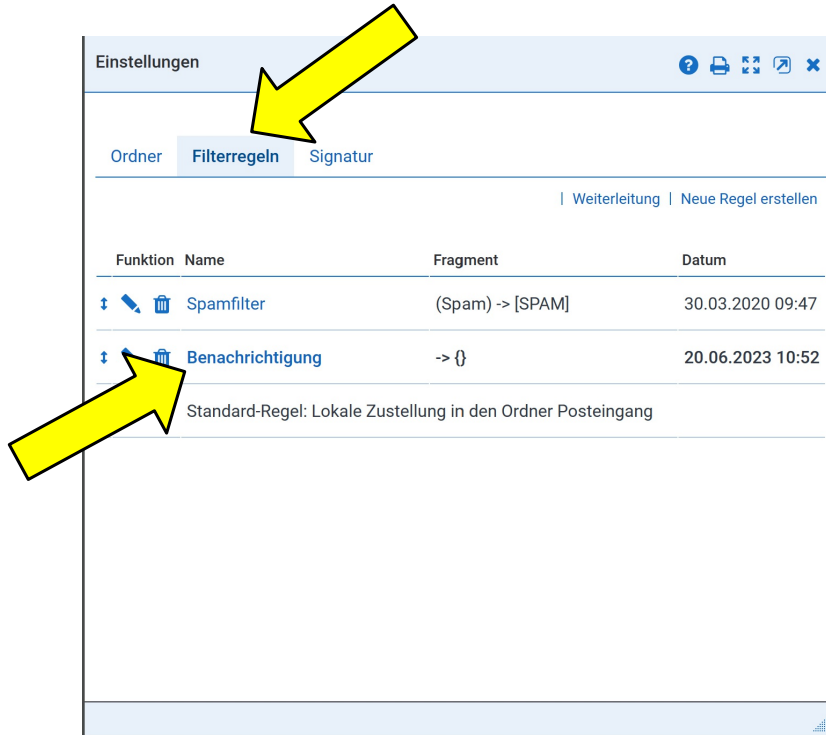 Einstellungen
Ordner Filterregeln Signatur
| Weiterleitung | Neue Regel erstellen
Funktion Name Fragment Datum
Spamfilter (Spam) -> [SPAM] 30.03.2020 09:47
Benachrichtigung -> {} 20.06.2023 10:52
Standard-Regel: Lokale Zustellung in den Ordner Posteingang